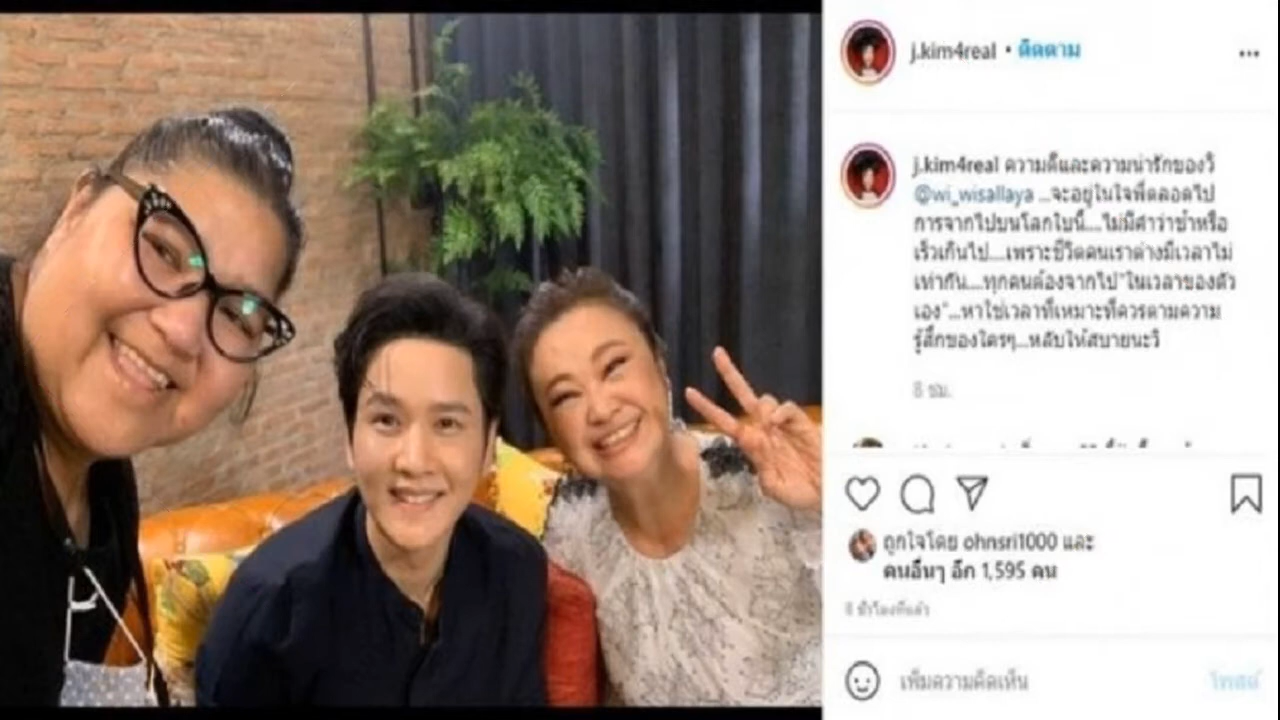 j.kim4real • ติดตาม
j.kim4real ความดีและความน่ารักของวิ
@wi_wisallaya ...จะอยู่ในใจพี่ตลอดไป
การจากไปบนโลกใบนี้....ไม่มีคำว่าช้าหรือ
เร็วเกินไป....เพราะชีวิตคนเราต่างมีเวลาไม่
เท่ากัน....ทุกคนต้องจากไป"ในเวลาของตัว
เอง"...หาใช่เวลาที่เหมาะที่ควรตามความ
รู้สึกของใครๆ...หลับให้สบายนะวิ
8 ชม.
ถูกใจโดย ohnsri1000 และ
คนอื่นๆ อีก 1,595 คน
8 ชั่วโมงที่แล้ว
เพิ่มความคิดเห็น
โพสต์